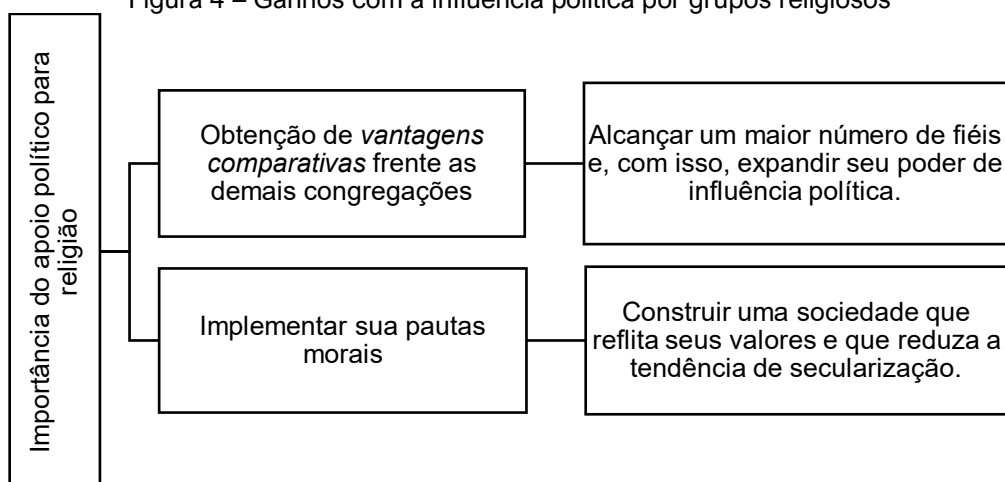 Figura 4 – Ganhos com a influência política por grupos religiosos
Importância do apoio político para
religião
Obtenção de vantagens
comparativas frente as
demais congregações
Alcançar um maior número de fiéis
e, com isso, expandir seu poder de
influência política.
Implementar sua pautas
morais
Construir uma sociedade que
reflita seus valores e que reduza a
tendência de secularização.